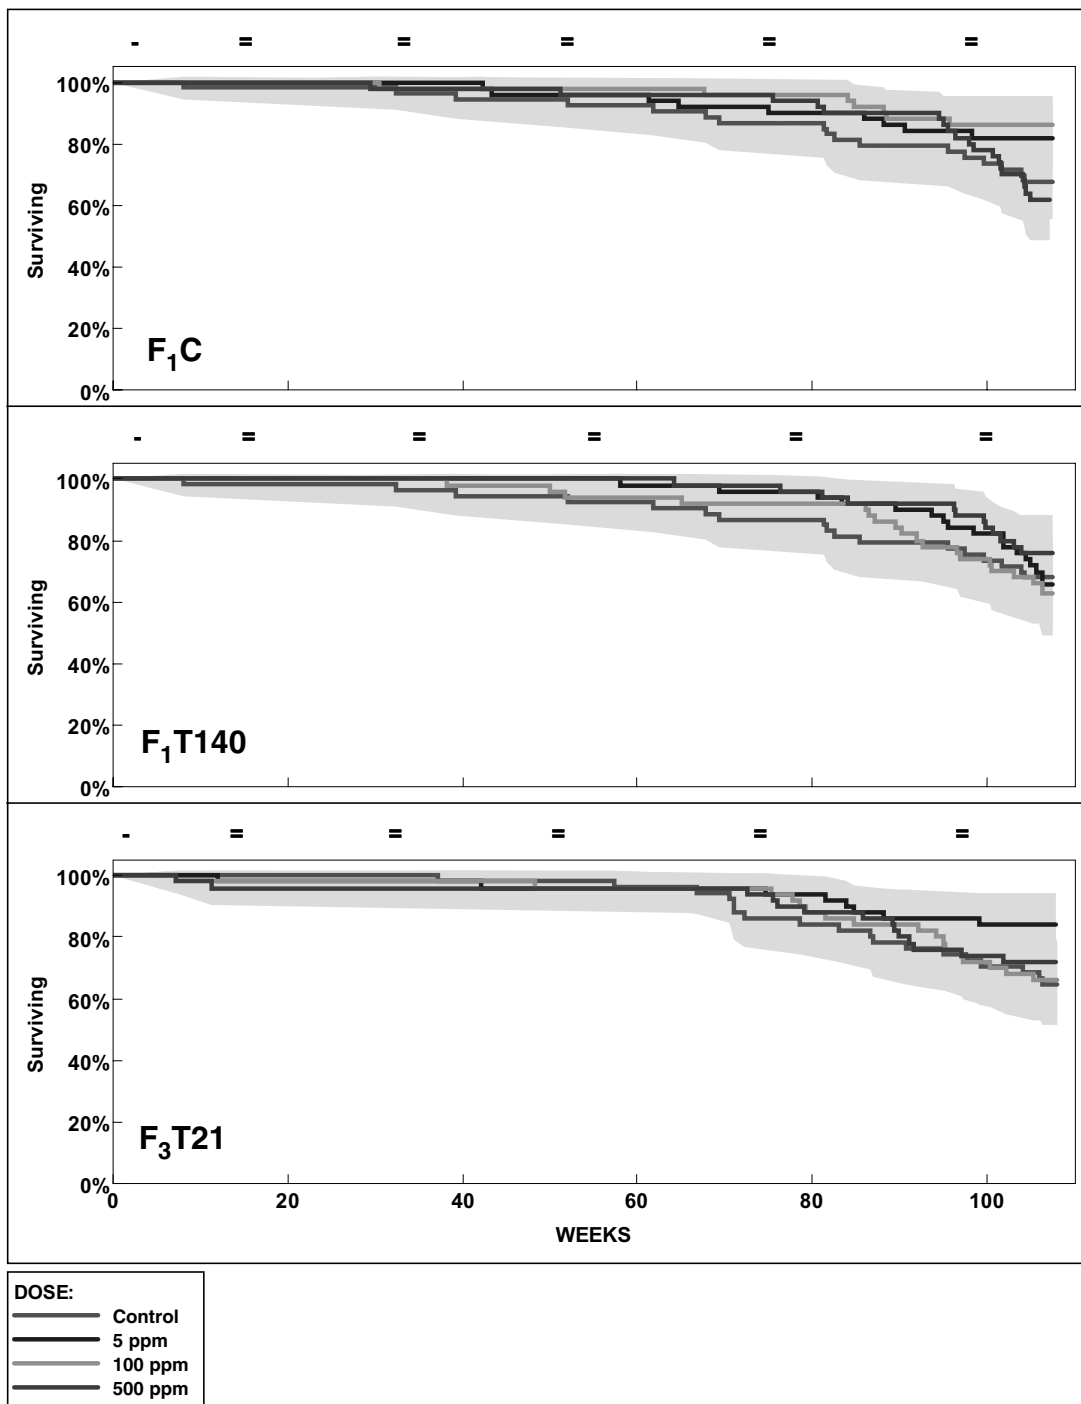 - = = = = =
100%
80%
60%
40%
20%
0%
Surviving
F1C
- = = = = =
100%
80%
60%
40%
20%
0%
Surviving
F1T140
- = = = = =
100%
80%
60%
40%
20%
0%
Surviving
F3T21
0 20 40 60 80 100
WEEKS
DOSE:
Control
5 ppm
100 ppm
500 ppm